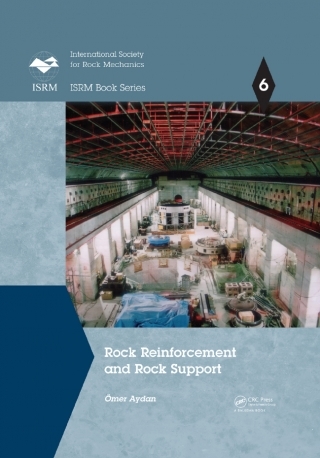 International Society
for Rock Mechanics
ISRM
ISRM Book Series
6
Rock Reinforcement
and Rock Support
Ömer Aydan
CRC Press